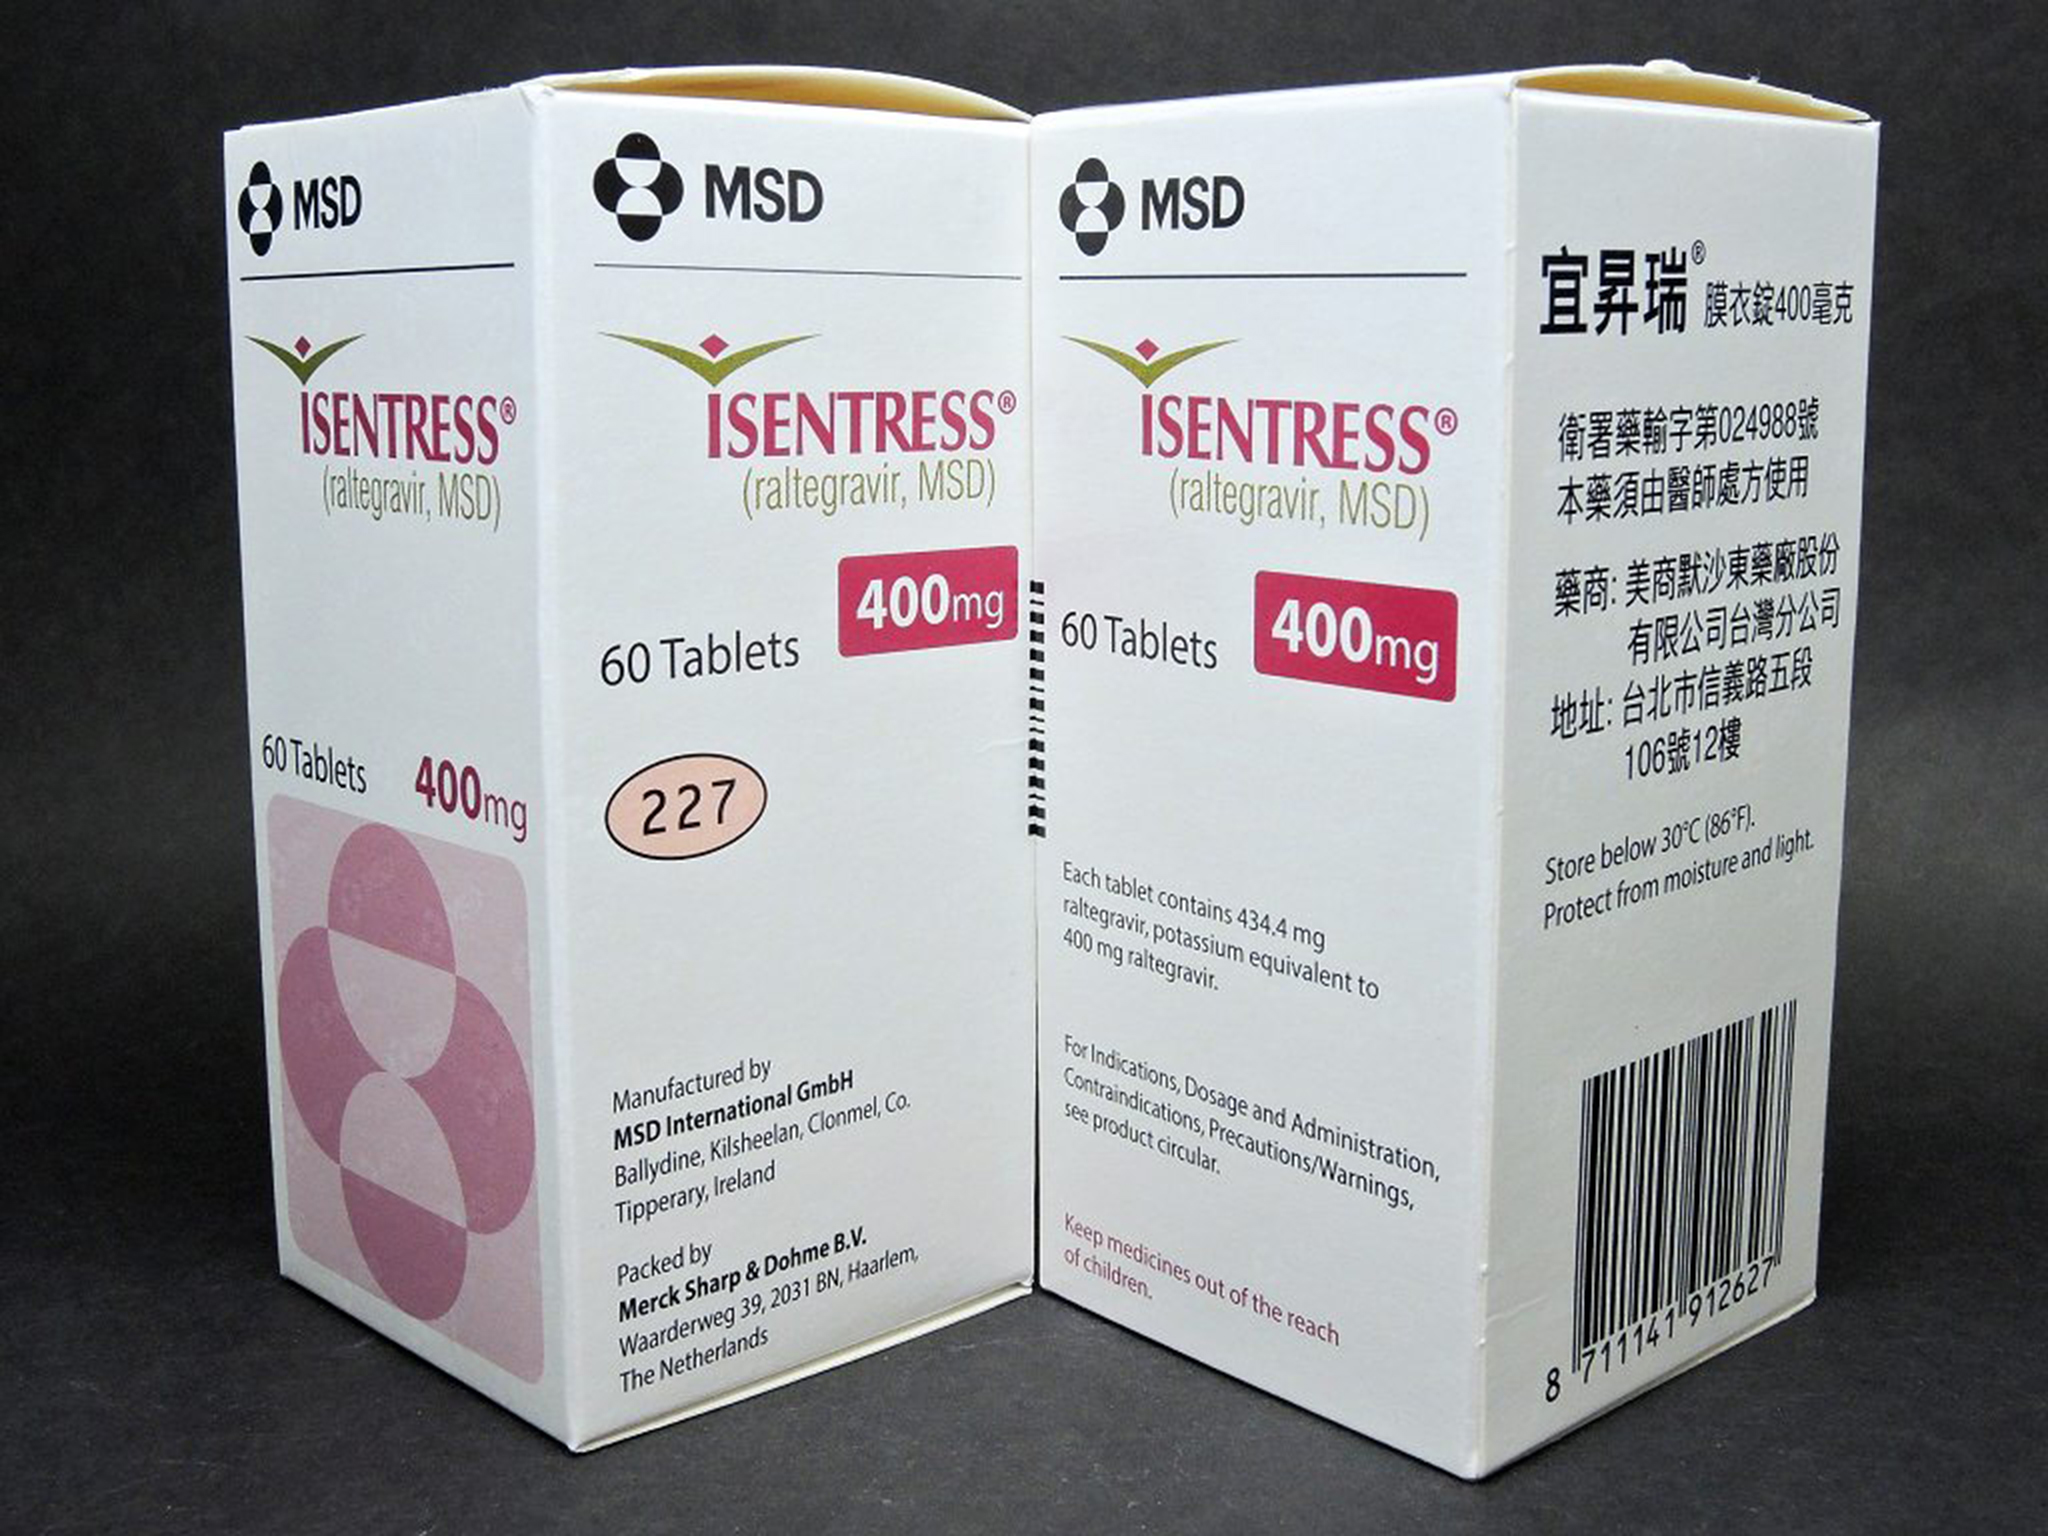 MSD
ISENTRESS®
(raltegravir, MSD)
60 Tablets 400mg
MSD
ISENTRESS®
(raltegravir, MSD)
60 Tablets 400mg
227
Manufactured by
MSD International GmbH
Ballydine, Kilsheelan, Clonmel, Co.
Tipperary, Ireland
Packed by
Merck Sharp & Dohme B.V.
Waarderweg 39, 2031 BN, Haarlem,
The Netherlands
MSD
ISENTRESS®
(raltegravir, MSD)
60 Tablets 400mg
Each tablet contains 434.4 mg
raltegravir, potassium equivalent to
400 mg raltegravir.
For Indications, Dosage and Administration,
Contraindications, Precautions/Warnings,
see product circular.
Keep medicines out of the reach
of children.
宜昇瑞® 膜衣錠400毫克
衛署藥輸字第024988號
本藥須由醫師處方使用
藥商: 美商默沙東藥廠股份
有限公司台灣分公司
地址: 台北市信義路五段
106號12樓
Store below 30°C (86°F).
Protect from moisture and light.
8 711141 912627